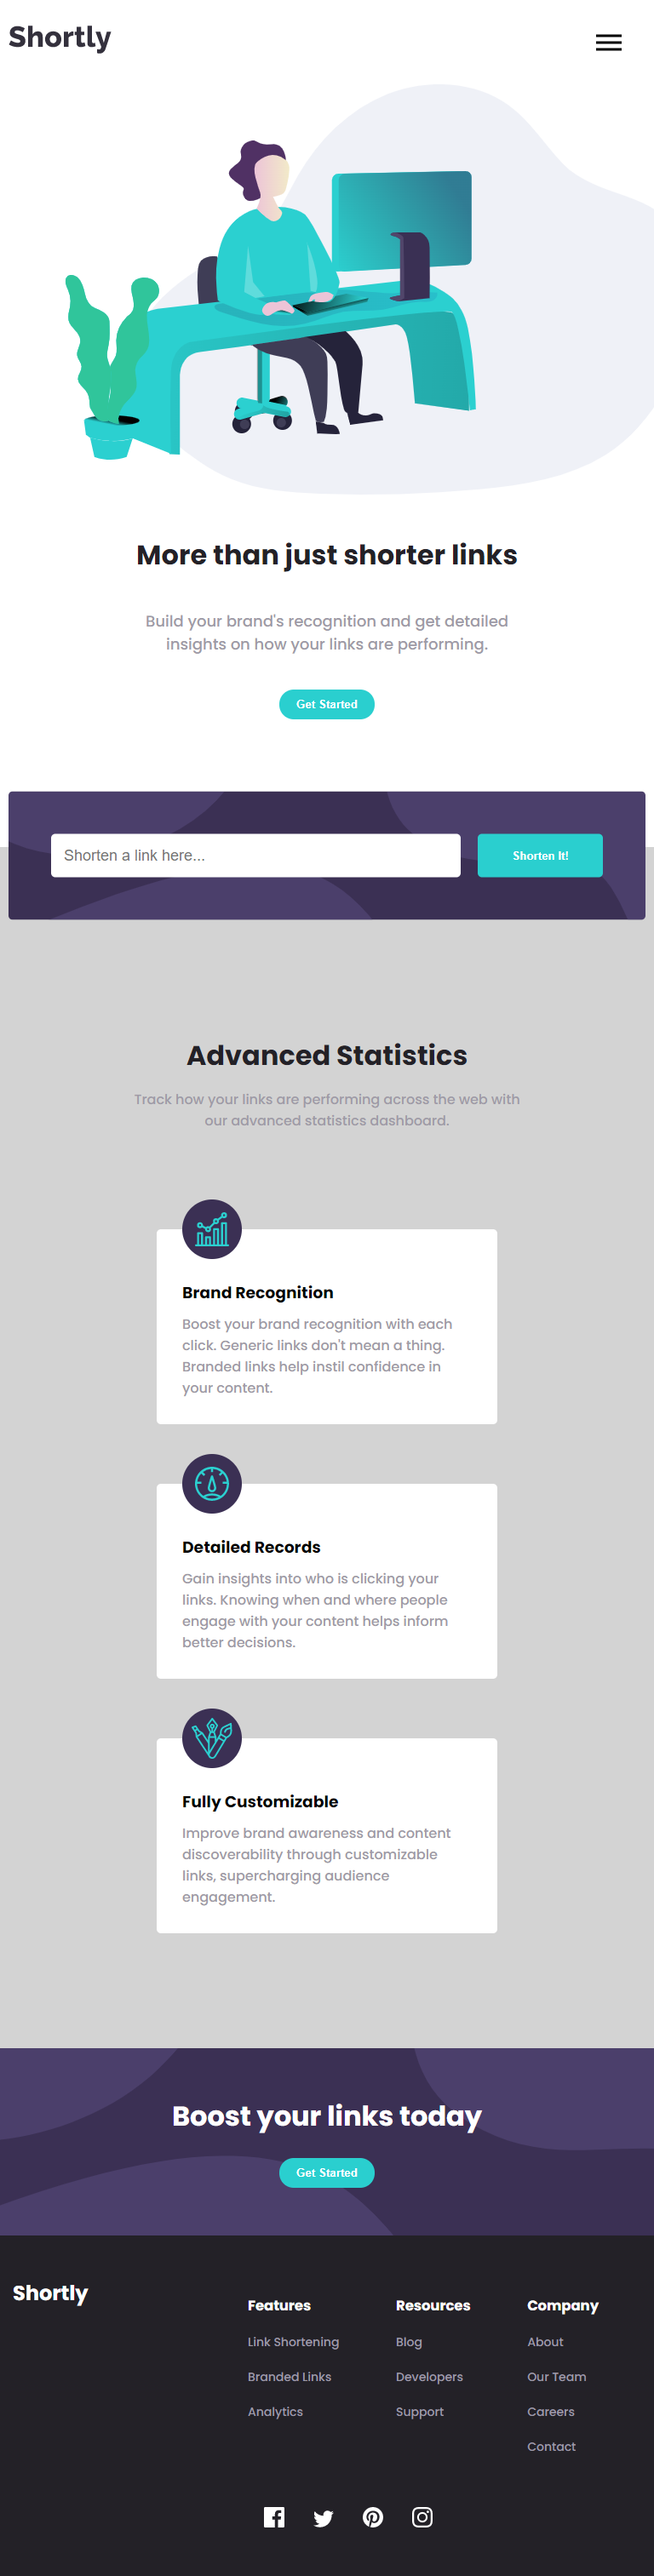 Shortly
More than just shorter links
Build your brand's recognition and get detailed
insights on how your links are performing.
Get Started
Shorten a link here...
Shorten It!
Advanced Statistics
Track how your links are performing across the web with
our advanced statistics dashboard.
Brand Recognition
Boost your brand recognition with each
click. Generic links don't mean a thing.
Branded links help instil confidence in
your content.
Detailed Records
Gain insights into who is clicking your
links. Knowing when and where people
engage with your content helps inform
better decisions.
Fully Customizable
Improve brand awareness and content
discoverability through customizable
links, supercharging audience
engagement.
Boost your links today
Get Started
Shortly
Features
Link Shortening
Branded Links
Analytics
Resources
Blog
Developers
Support
Company
About
Our Team
Careers
Contact